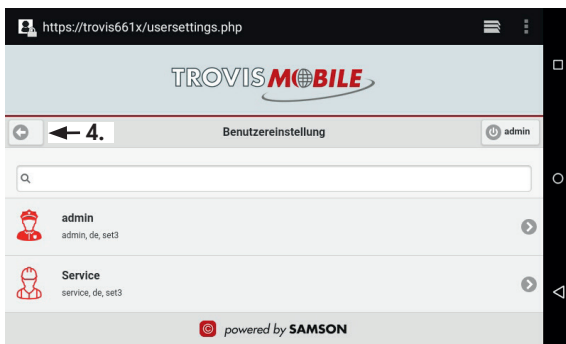 https://trovis661x/usersettings.php
TROVIS MOBILE
4.
Benutzereinstellung
admin
admin
admin, de, set3
Service
service, de, set3
© powered by SAMSON